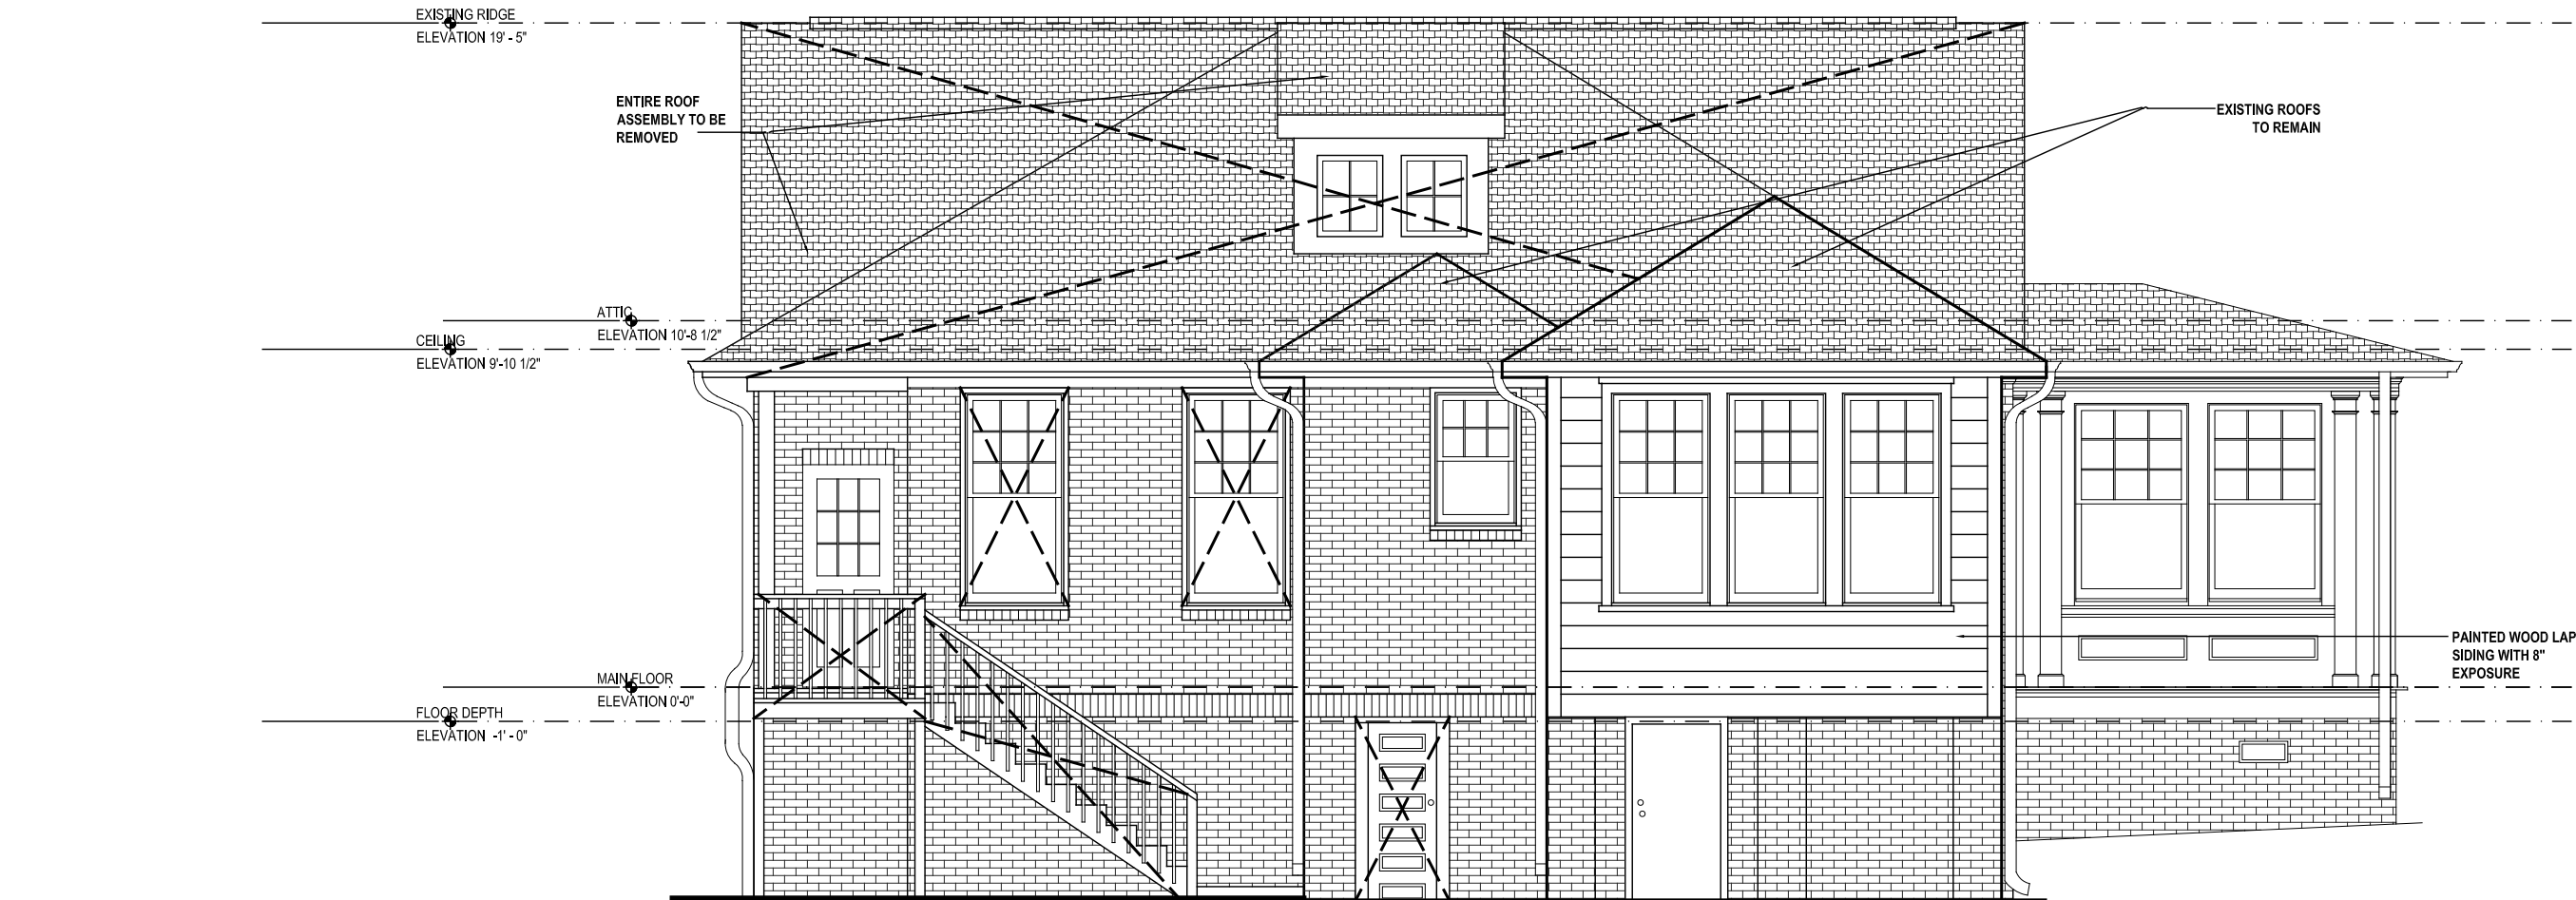 EXISTING RIDGE
ELEVATION 19' - 5"
ENTIRE ROOF
ASSEMBLY TO BE
REMOVED
EXISTING ROOFS
TO REMAIN
ATTIC
ELEVATION 10'-8 1/2"
CEILING
ELEVATION 9'-10 1/2"
PAINTED WOOD LAP
SIDING WITH 8"
EXPOSURE
MAIN FLOOR
ELEVATION 0'-0"
FLOOR DEPTH
ELEVATION -1' - 0"